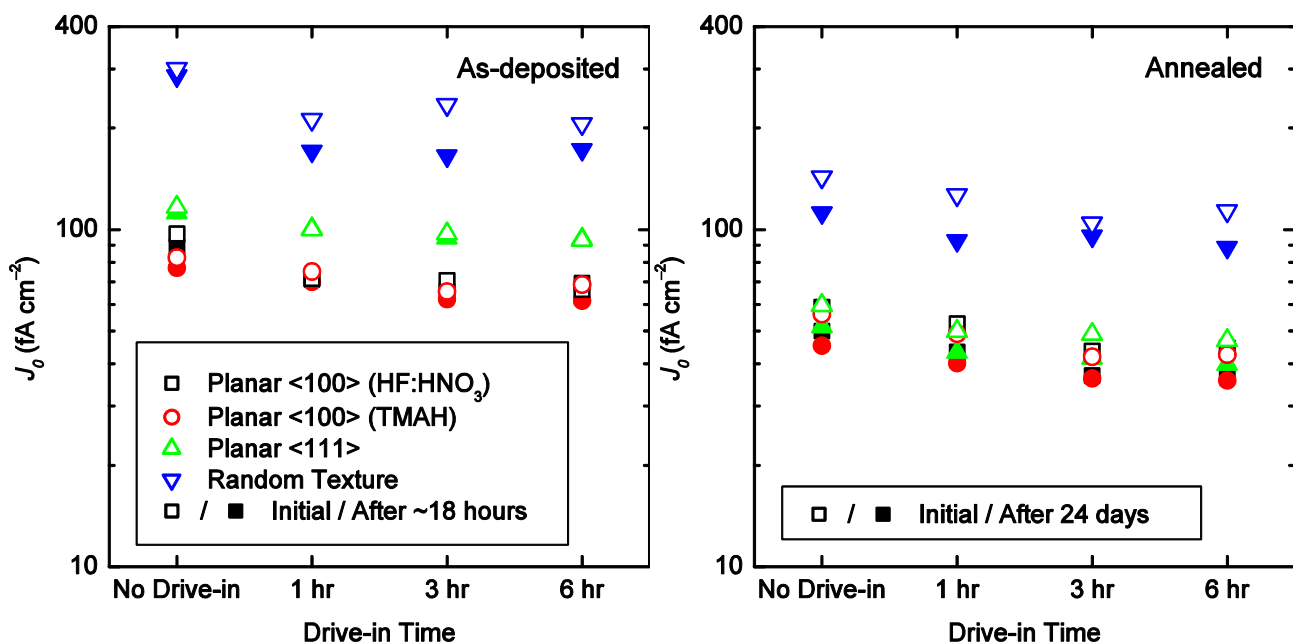 400
As-deposited
100
J₀ (fA cm⁻²)
Planar <100> (HF:HNO₃)
Planar <100> (TMAH)
Planar <111>
Random Texture
/ Initial / After ~18 hours
10
No Drive-in 1 hr 3 hr 6 hr
Drive-in Time
400
Annealed
100
J₀ (fA cm⁻²)
/ Initial / After 24 days
10
No Drive-in 1 hr 3 hr 6 hr
Drive-in Time